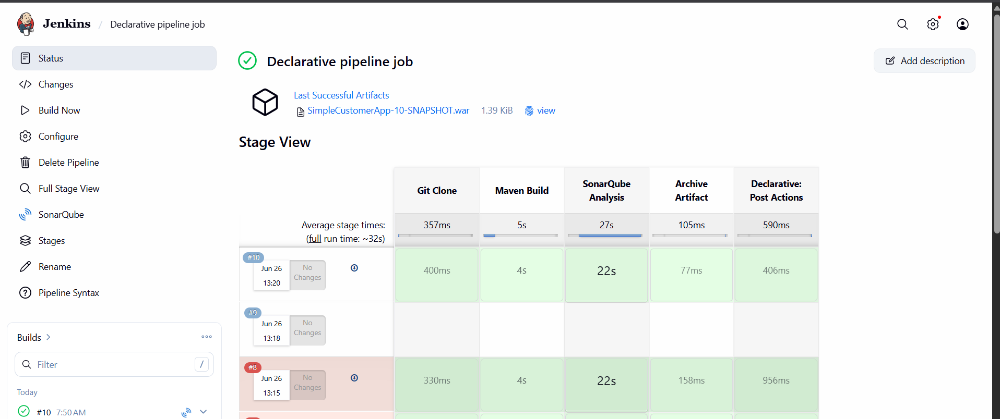 Jenkins / Declarative pipeline job
Status
Changes
Build Now
Configure
Delete Pipeline
Full Stage View
SonarQube
Stages
Rename
Pipeline Syntax
Builds
Filter /
Today
#10 7:50 AM
Declarative pipeline job
Add description
Last Successful Artifacts
SimpleCustomerApp-10-SNAPSHOT.war 1.39 KiB view
Stage View
Git Clone
Maven Build
SonarQube
Analysis
Archive
Artifact
Declarative:
Post Actions
Average stage times:
(full run time: ~32s)
357ms
5s
27s
105ms
590ms
#10
Jun 26
13:20
No
Changes
400ms
4s
22s
77ms
406ms
#9
Jun 26
13:18
No
Changes
#8
Jun 26
13:15
No
Changes
330ms
4s
22s
158ms
956ms